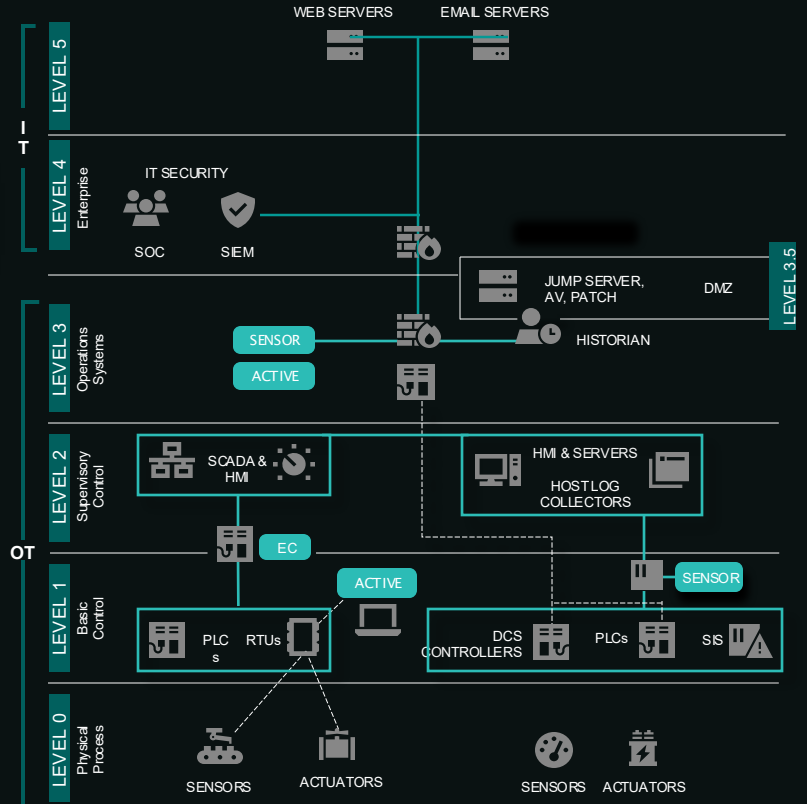 WEB SERVERS
EMAIL SERVERS
LEVEL 5
I
T
LEVEL 4
Enterprise
IT SECURITY
SOC
SIEM
JUMP SERVER,
AV, PATCH
DMZ
LEVEL 3.5
HISTORIAN
LEVEL 3
Operations
Systems
SENSOR
ACTIVE
LEVEL 2
Supervisory
Control
SCADA &
HMI
HMI & SERVERS
HOST LOG
COLLECTORS
OT
EC
LEVEL 1
Basic
Control
ACTIVE
SENSOR
PLC
s
RTUs
DCS
CONTROLLERS
PLCs
SIS
LEVEL 0
Physical
Process
SENSORS
ACTUATORS
SENSORS
ACTUATORS